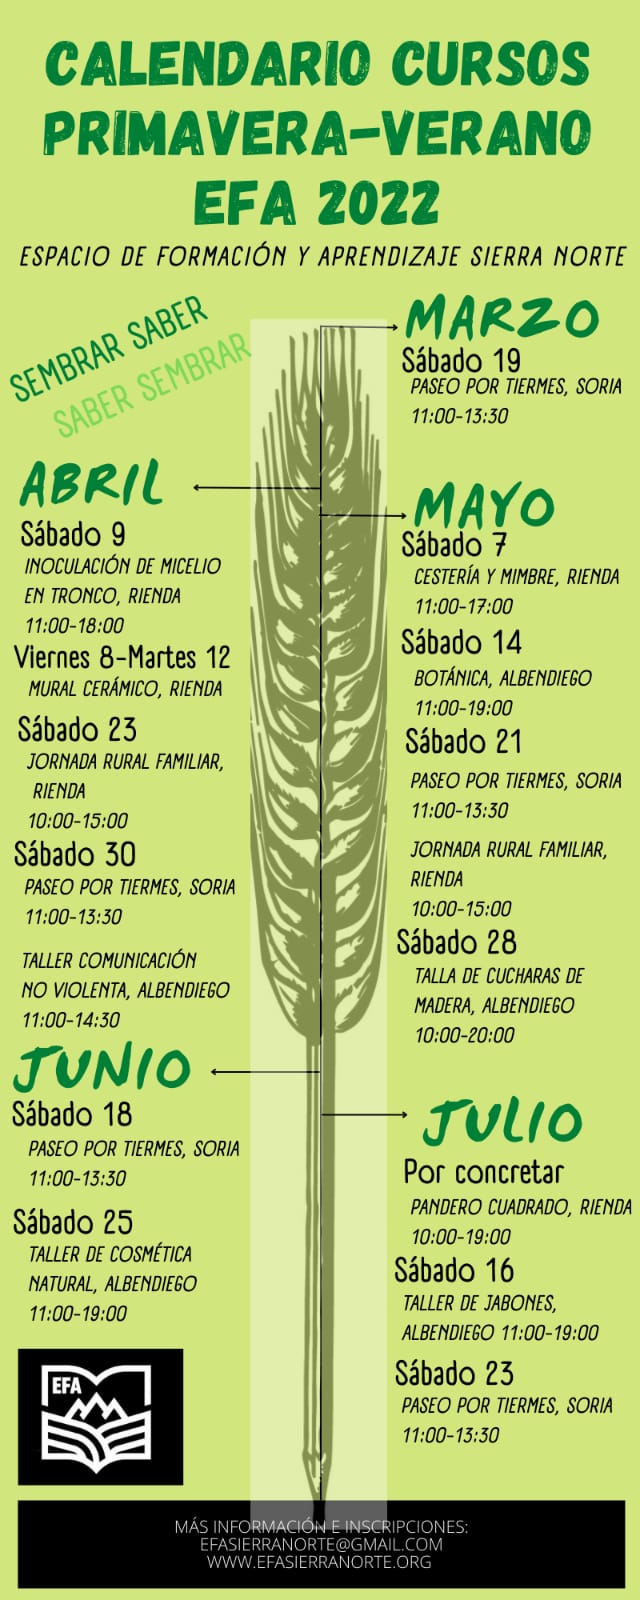 CALENDARIO CURSOS
PRIMAVERA-VERANO
EFA 2022
ESPACIO DE FORMACIÓN Y APRENDIZAJE SIERRA NORTE
SEMBRAR SABER
SABER SEMBRAR
MARZO
Sábado 19
PASEO POR TIERMES, SORIA
11:00-13:30
ABRIL
Sábado 9
INOCULACIÓN DE MICELIO
EN TRONCO, RIENDA
11:00-18:00
Viernes 8-Martes 12
MURAL CERÁMICO, RIENDA
Sábado 23
JORNADA RURAL FAMILIAR,
RIENDA
10:00-15:00
Sábado 30
PASEO POR TIERMES, SORIA
11:00-13:30
TALLER COMUNICACIÓN
NO VIOLENTA, ALBENDIEGO
11:00-14:30
MAYO
Sábado 7
CESTERÍA Y MIMBRE, RIENDA
11:00-17:00
Sábado 14
BOTÁNICA, ALBENDIEGO
11:00-19:00
Sábado 21
PASEO POR TIERMES, SORIA
11:00-13:30
JORNADA RURAL FAMILIAR,
RIENDA
10:00-15:00
Sábado 28
TALLA DE CUCHARAS DE
MADERA, ALBENDIEGO
10:00-20:00
JUNIO
Sábado 18
PASEO POR TIERMES, SORIA
11:00-13:30
Sábado 25
TALLER DE COSMÉTICA
NATURAL, ALBENDIEGO
11:00-19:00
JULIO
Por concretar
PANDERO CUADRADO, RIENDA
10:00-19:00
Sábado 16
TALLER DE JABONES,
ALBENDIEGO 11:00-19:00
Sábado 23
PASEO POR TIERMES, SORIA
11:00-13:30
EFA
MÁS INFORMACIÓN E INSCRIPCIONES:
EFASIERRANORTE@GMAIL.COM
WWW.EFASIERRANORTE.ORG